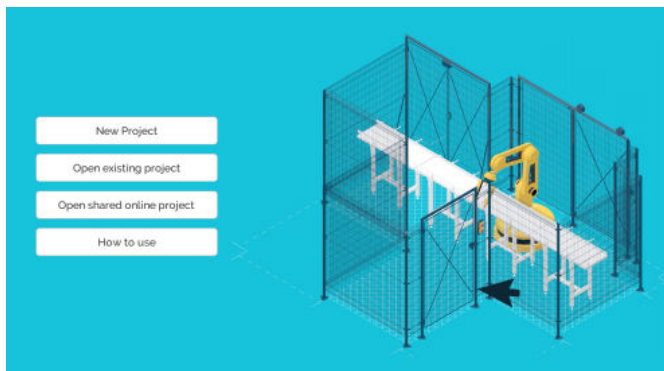 New Project
Open existing project
Open shared online project
How to use